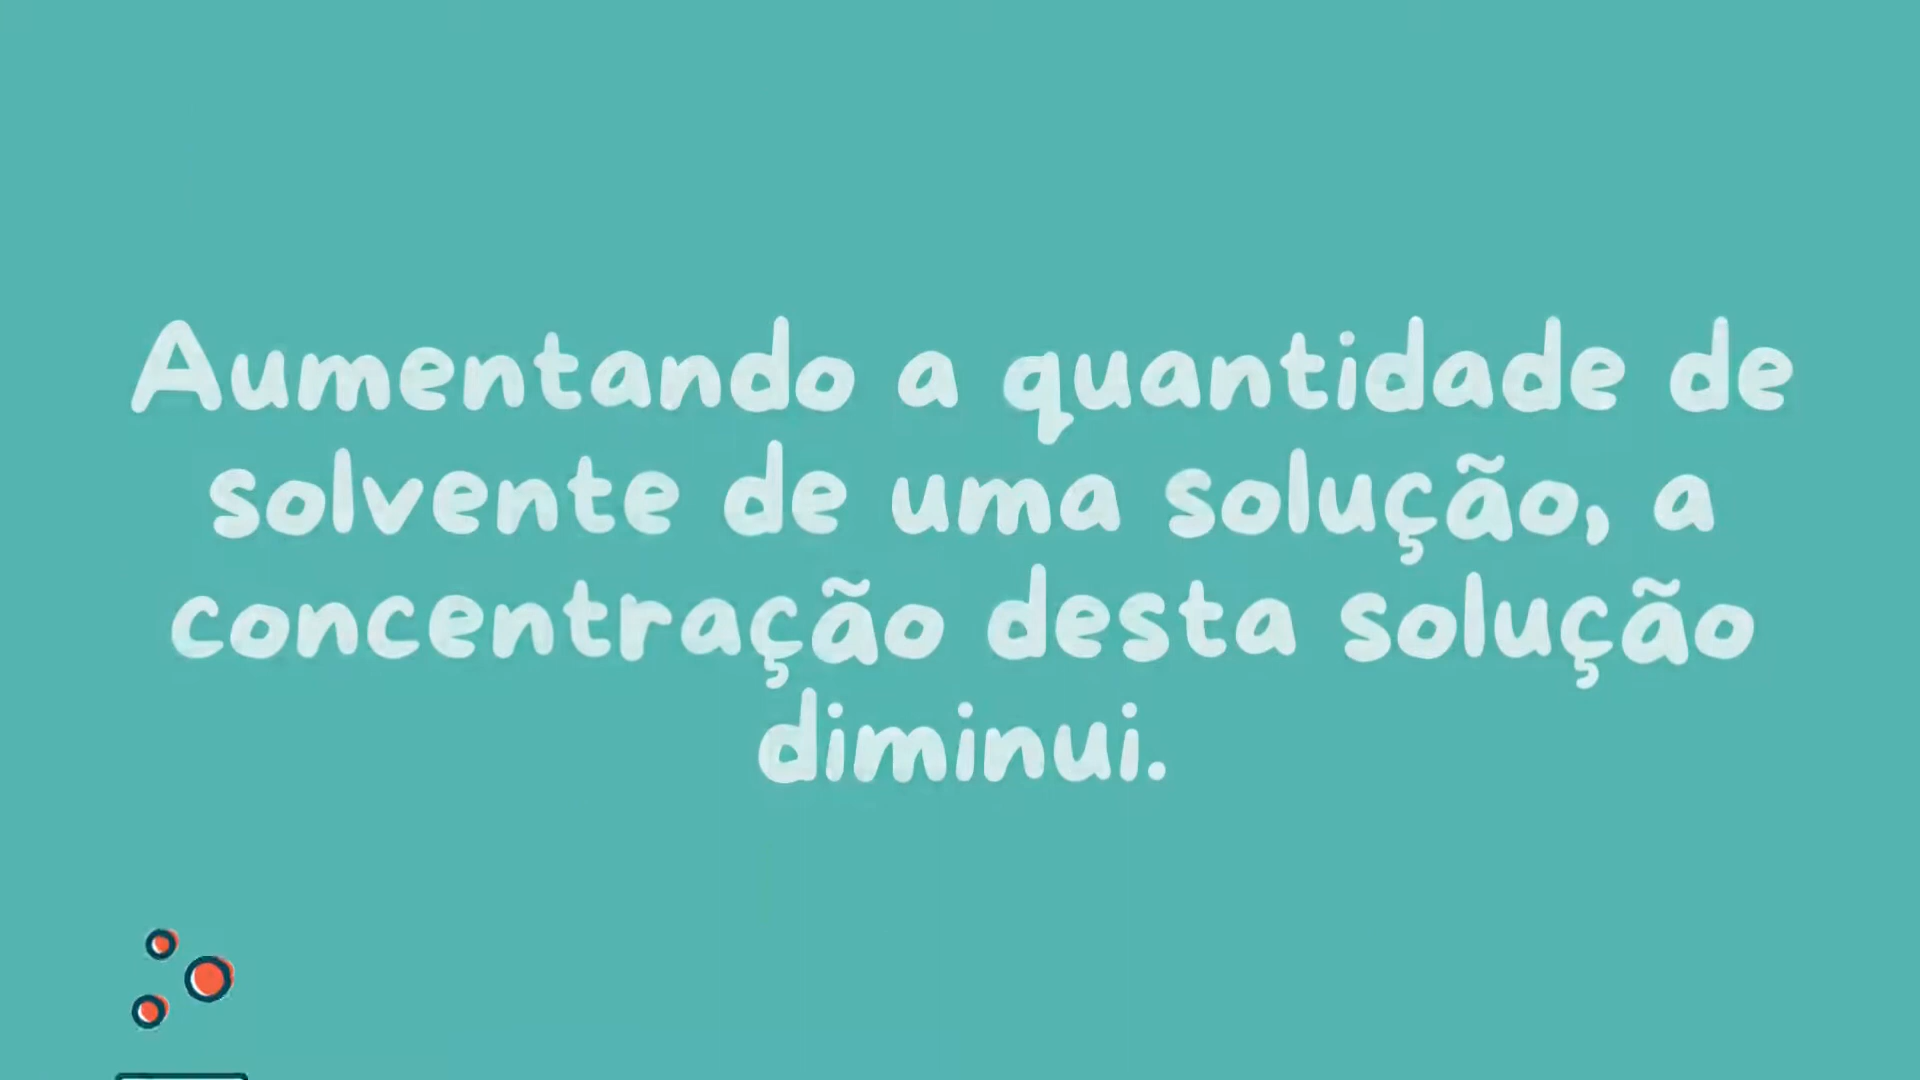 Aumentando a quantidade de
solvente de uma solução, a
concentração desta solução
diminui.